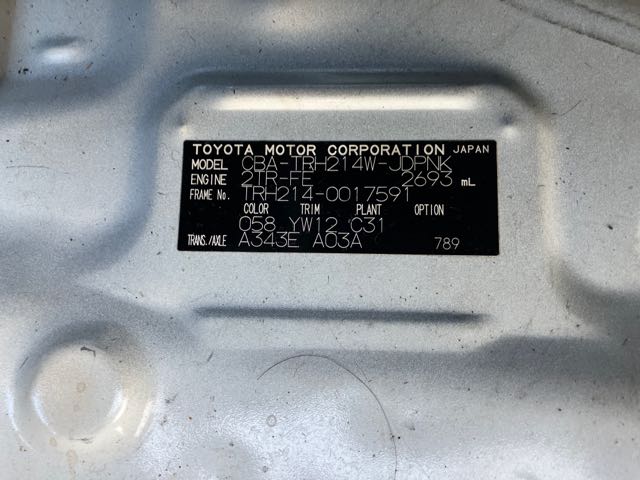 TOYOTA MOTOR CORPORATION JAPAN
MODEL CBA-TRH214W-JDPNK
ENGINE 2TR-FE 2693 mL
FRAME No. TRH214-0017591
COLOR TRIM PLANT OPTION
058 YW12 C31
TRANS./AXLE A343E A03A 789